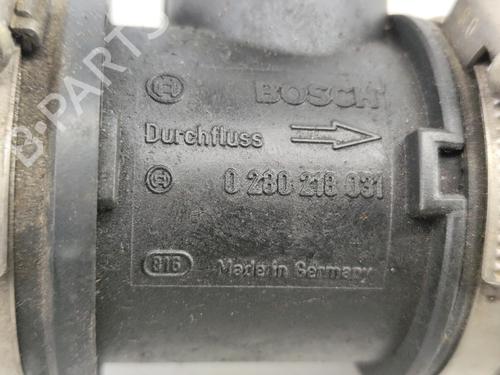 B-PARTS
BOSCH
Durchfluss
0 280 218 031
816
Made in Germany